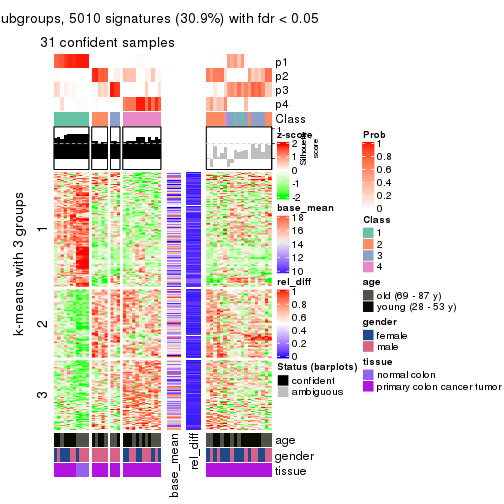 ubgroups, 5010 signatures (30.9%) with fdr < 0.05
31 confident samples
p1
p2
p3
p4
Class
Silhouette
score
1
k-means with 3 groups
1
2
3
age
gender
tissue
base_mean
rel_diff
z-score
2
1
0
-1
-2
base_mean
18
16
14
12
10
rel_diff
1
0.8
0.6
0.4
0.2
0
Status (barplots)
confident
ambiguous
Prob
1
0.8
0.6
0.4
0.2
0
Class
1
2
3
4
age
old (69 - 87 y)
young (28 - 53 y)
gender
female
male
tissue
normal colon
primary colon cancer tumor